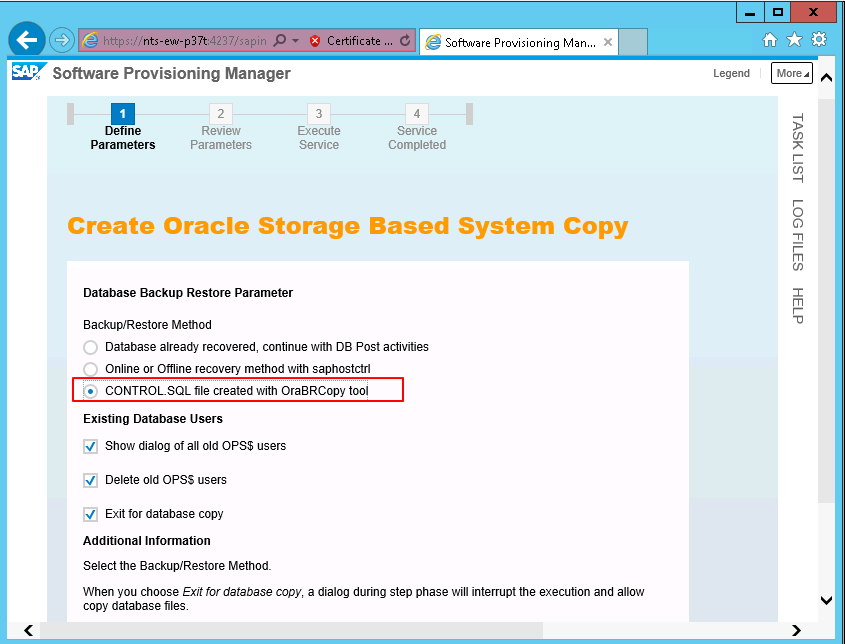 x
https://nts-ew-p37t:4237/sapin
Certificate ...
Software Provisioning Man...
×
SAP
Software Provisioning Manager
Legend
More
1
2
3
4
Define
Parameters
Review
Parameters
Execute
Service
Service
Completed
TASK LIST
LOG FILES
HELP
Create Oracle Storage Based System Copy
Database Backup Restore Parameter
Backup/Restore Method
Database already recovered, continue with DB Post activities
Online or Offline recovery method with saphostctrl
CONTROL.SQL file created with OraBRCopy tool
Existing Database Users
Show dialog of all old OPS$ users
Delete old OPS$ users
Exit for database copy
Additional Information
Select the Backup/Restore Method.
When you choose Exit for database copy, a dialog during step phase will interrupt the execution and allow
copy database files.